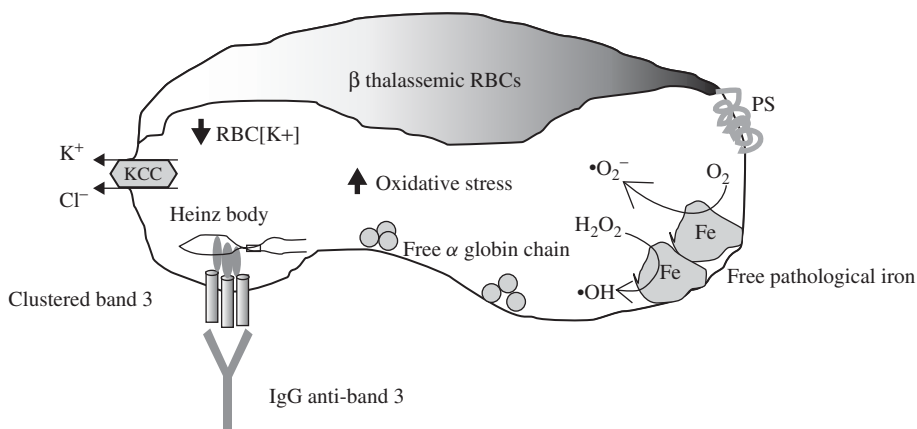 β thalassemic RBCs
PS
RBC[K+]
K⁺
KCC
Cl⁻
Oxidative stress
•O₂⁻
O₂
Heinz body
H₂O₂
Fe
Free α globin chain
Fe
Free pathological iron
•OH
Clustered band 3
IgG anti-band 3